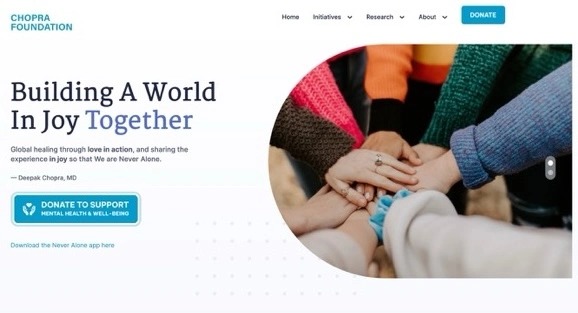 CHOPRA
FOUNDATION
Home Initiatives Research About DONATE
Building A World
In Joy Together
Global healing through love in action, and sharing the
experience in joy so that We are Never Alone.
— Deepak Chopra, MD
DONATE TO SUPPORT
MENTAL HEALTH & WELL-BEING
Download the Never Alone app here